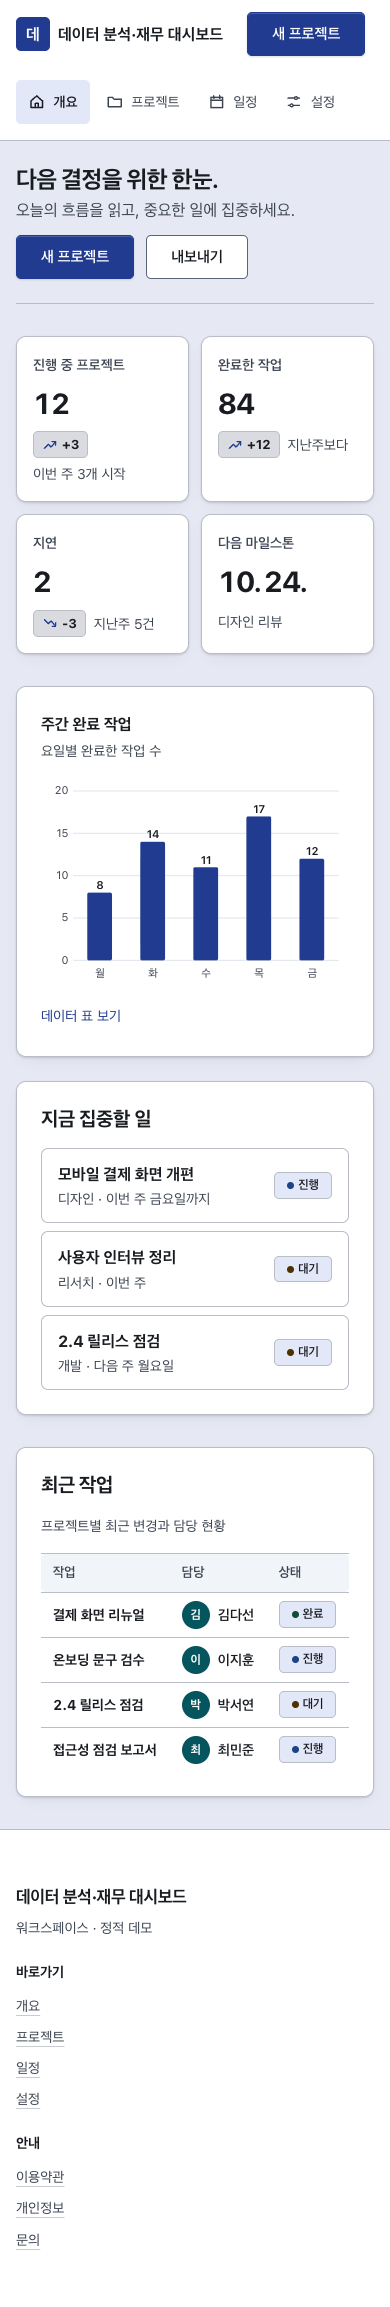 데 데이터 분석·재무 대시보드 새 프로젝트
개요 프로젝트 일정 설정
다음 결정을 위한 한눈.
오늘의 흐름을 읽고, 중요한 일에 집중하세요.
새 프로젝트 내보내기
진행 중 프로젝트
12
+3
이번 주 3개 시작
완료한 작업
84
+12 지난주보다
지연
2
-3 지난주 5건
다음 마일스톤
10.24.
디자인 리뷰
주간 완료 작업
요일별 완료한 작업 수
20
15
10
5
0
8 14 11 17 12
월 화 수 목 금
데이터 표 보기
지금 집중할 일
모바일 결제 화면 개편
디자인 · 이번 주 금요일까지
진행
사용자 인터뷰 정리
리서치 · 이번 주
대기
2.4 릴리스 점검
개발 · 다음 주 월요일
대기
최근 작업
프로젝트별 최근 변경과 담당 현황
작업 담당 상태
결제 화면 리뉴얼 김 김다선 완료
온보딩 문구 검수 이 이지훈 진행
2.4 릴리스 점검 박 박서연 대기
접근성 점검 보고서 최 최민준 진행
데이터 분석·재무 대시보드
워크스페이스 · 정적 데모
바로가기
개요
프로젝트
일정
설정
안내
이용약관
개인정보
문의